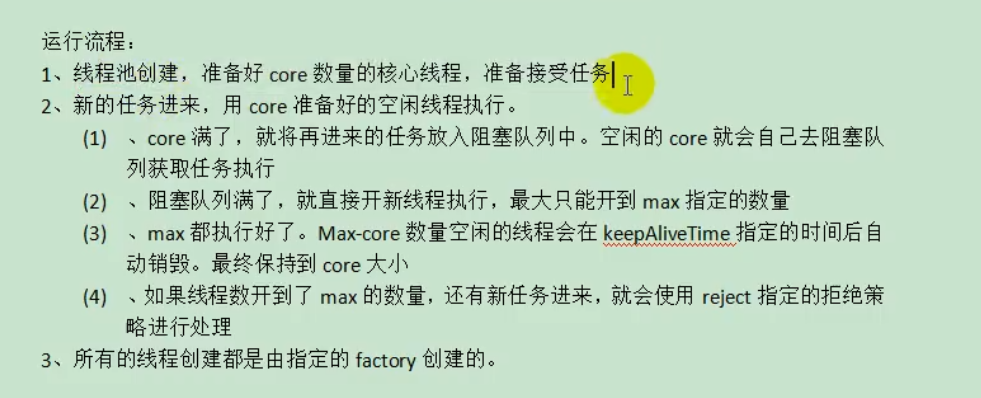 运行流程：
1、线程池创建，准备好 core 数量的核心线程，准备接受任务
2、新的任务进来，用 core 准备好的空闲线程执行。
(1) 、core 满了，就将再进来的任务放入阻塞队列中。空闲的 core 就会自己去阻塞队
列获取任务执行
(2) 、阻塞队列满了，就直接开新线程执行，最大只能开到 max 指定的数量
(3) 、max 都执行好了。Max-core 数量空闲的线程会在 keepAliveTime 指定的时间后自
动销毁。最终保持到 core 大小
(4) 、如果线程数开到了 max 的数量，还有新任务进来，就会使用 reject 指定的拒绝策
略进行处理
3、所有的线程创建都是由指定的 factory 创建的。